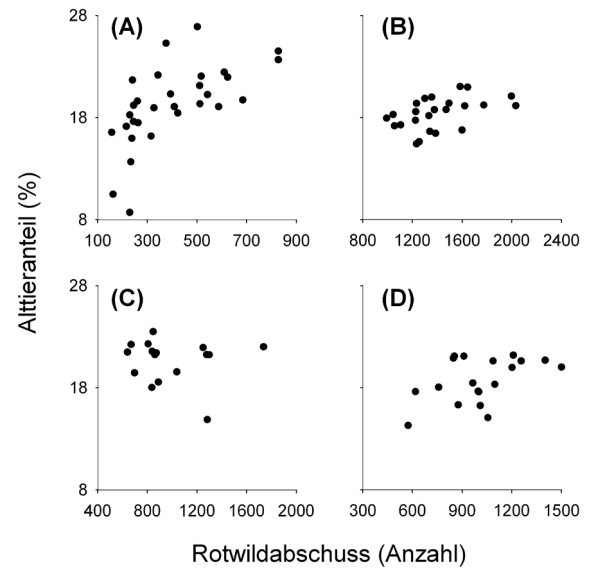 Alttieranteil (%)
(A)
28
18
8
100 300 500 700 900
(B)
800 1200 1600 2000 2400
(C)
28
18
8
400 800 1200 1600 2000
(D)
300 600 900 1200 1500
Rotwildabschuss (Anzahl)